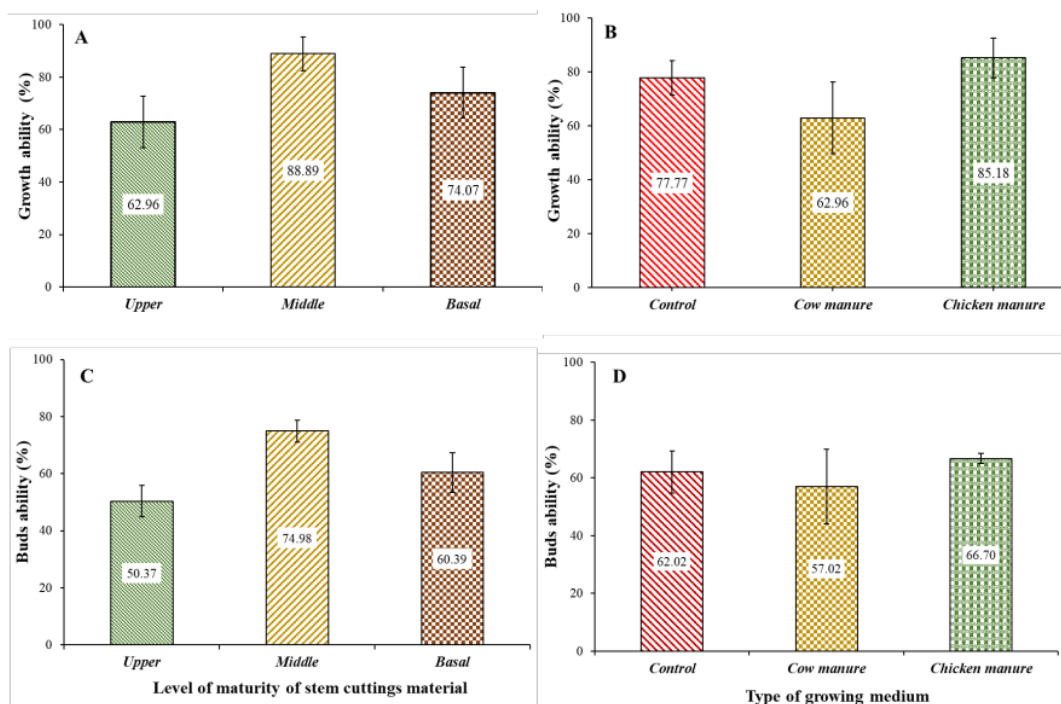 A
Growth ability (%)
100
80
60
40
20
0
62.96
88.89
74.07
Upper
Middle
Basal
B
Growth ability (%)
100
80
60
40
20
0
77.77
62.96
85.18
Control
Cow manure
Chicken manure
C
Buds ability (%)
100
80
60
40
20
0
50.37
74.98
60.39
Upper
Middle
Basal
Level of maturity of stem cuttings material
D
Buds ability (%)
100
80
60
40
20
0
62.02
57.02
66.70
Control
Cow manure
Chicken manure
Type of growing medium